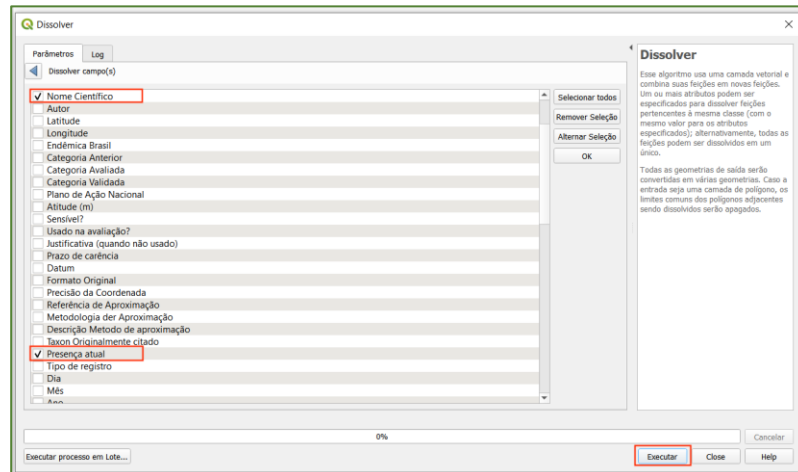 Dissolver
Parâmetros
Log
Dissolver campo(s)
Nome Científico
Autor
Latitude
Longitude
Endêmica Brasil
Categoria Anterior
Categoria Avaliada
Categoria Validada
Plano de Ação Nacional
Atitude (m)
Sensível?
Usado na avaliação?
Justificativa (quando não usado)
Prazo de carência
Datum
Formato Original
Precisão da Coordenada
Referência de Aproximação
Metodologia der Aproximação
Descrição Metodo de aproximação
Taxon Originalmente citado
Presença atual
Tipo de registro
Dia
Mês
Ano
Selecionar todos
Remover Seleção
Alternar Seleção
OK
Dissolver
Esse algoritmo usa uma camada vetorial e
combina suas feições em novas feições.
Um ou mais atributos podem ser
especificados para dissolver feições
pertencentes à mesma classe (com o
mesmo valor para os atributos
especificados); alternativamente, todas as
feições podem ser dissolvidos em um
único.
Todas as geometrias de saída serão
convertidas em várias geometrias. Caso a
entrada seja uma camada de polígono, os
limites comuns dos polígonos adjacentes
sendo dissolvidos serão apagados.
0%
Cancelar
Executar processo em Lote...
Executar
Close
Help